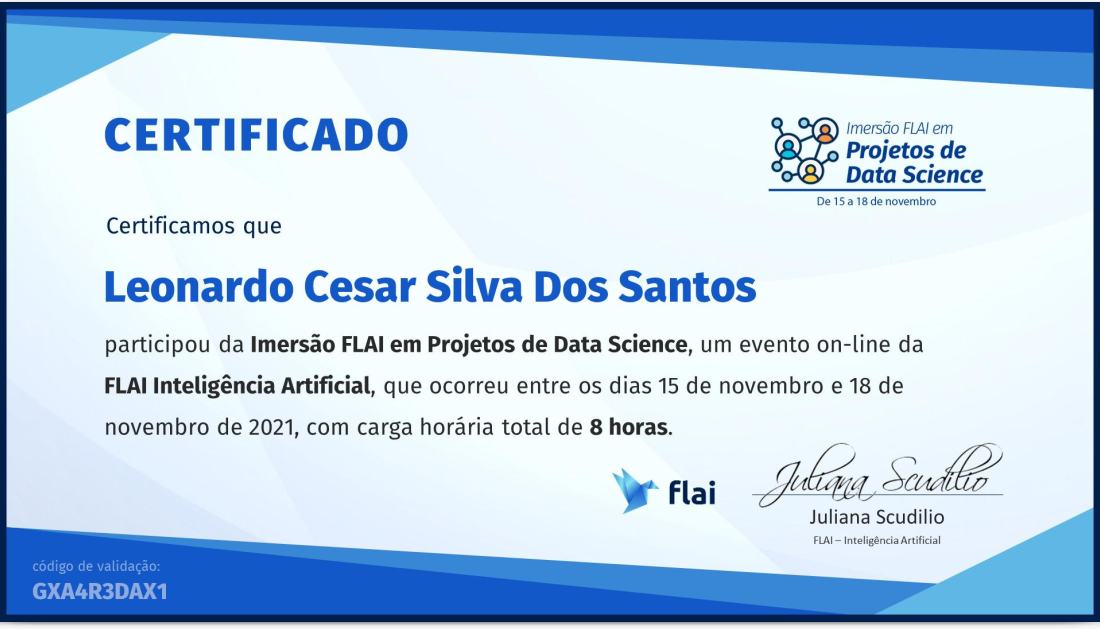 CERTIFICADO
Imersão FLAI em
Projetos de
Data Science
De 15 a 18 de novembro
Certificamos que
Leonardo Cesar Silva Dos Santos
participou da Imersão FLAI em Projetos de Data Science, um evento on-line da
FLAI Inteligência Artificial, que ocorreu entre os dias 15 de novembro e 18 de
novembro de 2021, com carga horária total de 8 horas.
flai
Juliana Scudilio
Juliana Scudilio
FLAI – Inteligência Artificial
código de validação:
GXA4R3DAX1